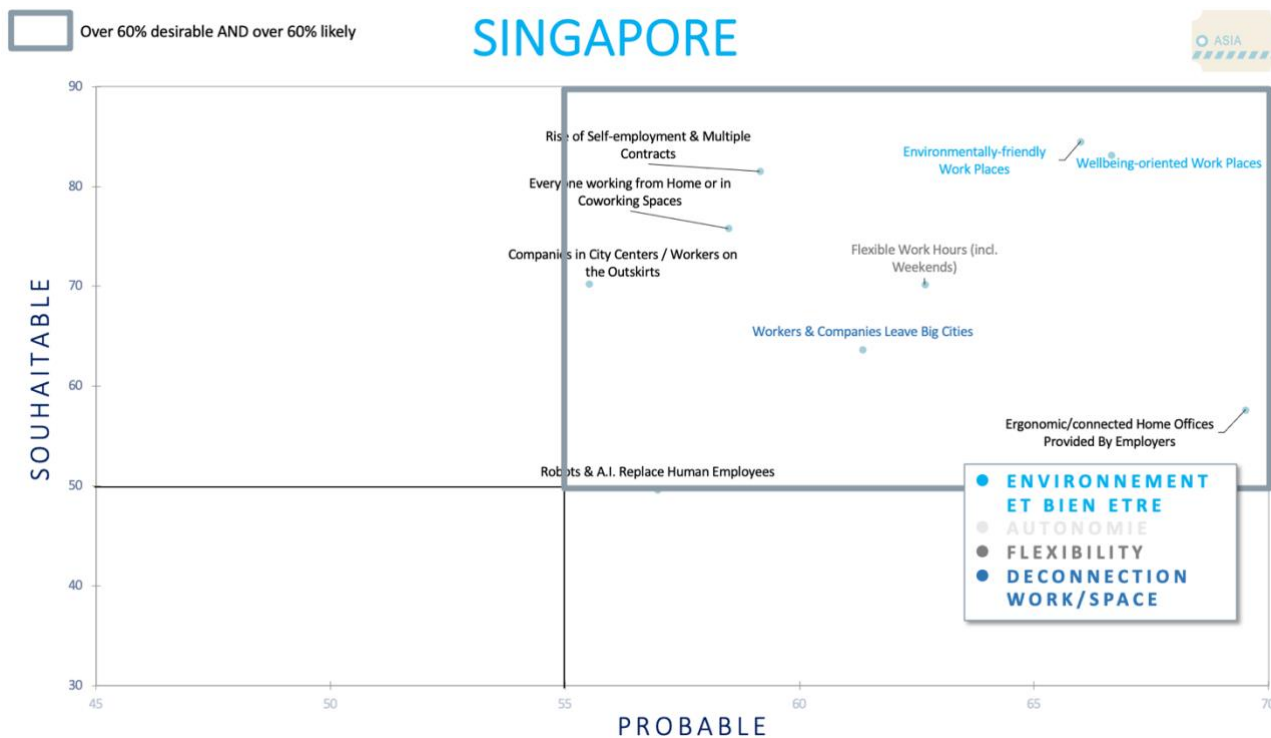 Over 60% desirable AND over 60% likely
SINGAPORE
ASIA
90
80
70
60
50
40
30
SOUHAITABLE
Rise of Self-employment & Multiple
Contracts
Everyone working from Home or in
Coworking Spaces
Companies in City Centers / Workers on
the Outskirts
Environmentally-friendly
Work Places
Wellbeing-oriented Work Places
Flexible Work Hours (incl.
Weekends)
Workers & Companies Leave Big Cities
Ergonomic/connected Home Offices
Provided By Employers
Robots & A.I. Replace Human Employees
ENVIRONNEMENT
ET BIEN ETRE
AUTONOMIE
FLEXIBILITY
DECONNECTION
WORK/SPACE
45
50
55
60
65
70
PROBABLE